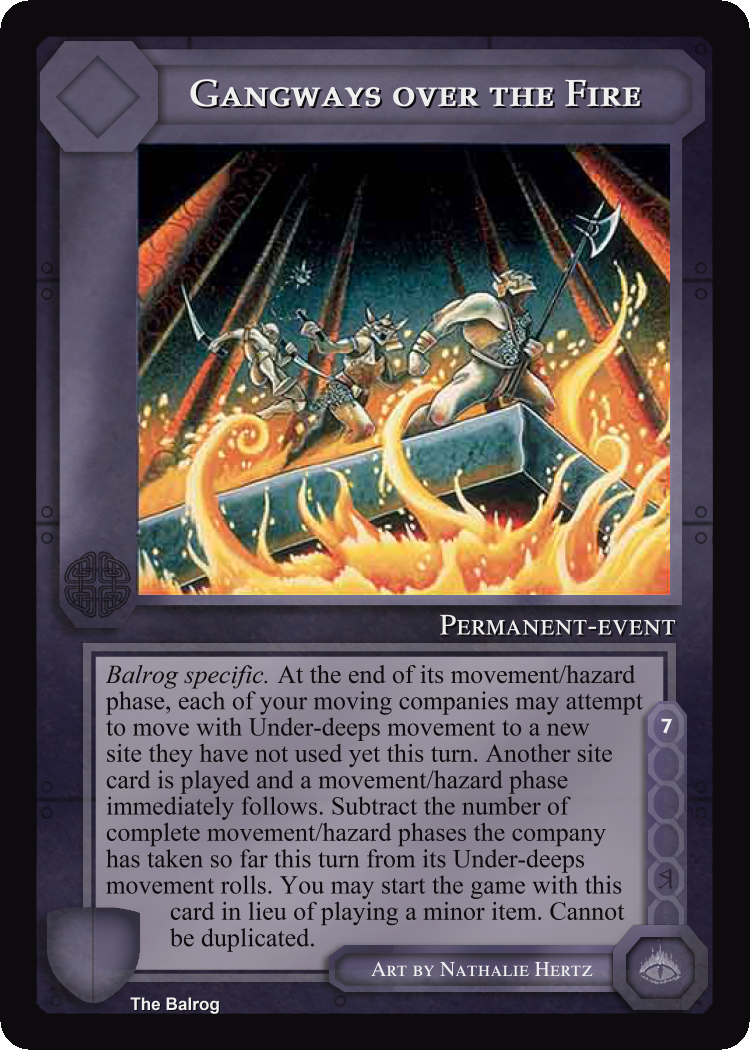 Gangways over the Fire
Permanent-event
Balrog specific. At the end of its movement/hazard
phase, each of your moving companies may attempt
to move with Under-deeps movement to a new
site they have not used yet this turn. Another site
card is played and a movement/hazard phase
immediately follows. Subtract the number of
complete movement/hazard phases the company
has taken so far this turn from its Under-deeps
movement rolls. You may start the game with this
card in lieu of playing a minor item. Cannot
be duplicated.
7
Art by Nathalie Hertz
The Balrog